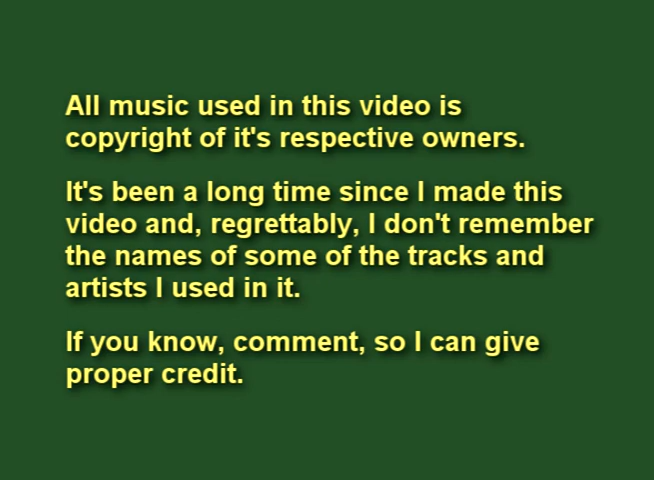 All music used in this video is
copyright of it's respective owners.
It's been a long time since I made this
video and, regrettably, I don't remember
the names of some of the tracks and
artists I used in it.
If you know, comment, so I can give
proper credit.